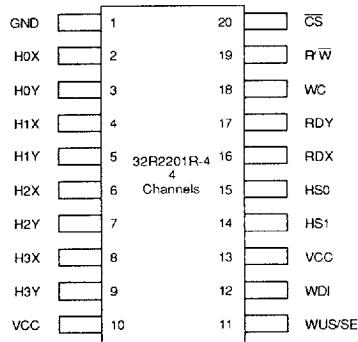 GND 1 20 C̅S̅
H0X 2 19 R/W̅
H0Y 3 18 WC
H1X 4 17 RDY
H1Y 5 16 RDX
32R2201R-4
4
Channels
H2X 6 15 HS0
H2Y 7 14 HS1
H3X 8 13 VCC
H3Y 9 12 WDI
VCC 10 11 WUS/SE